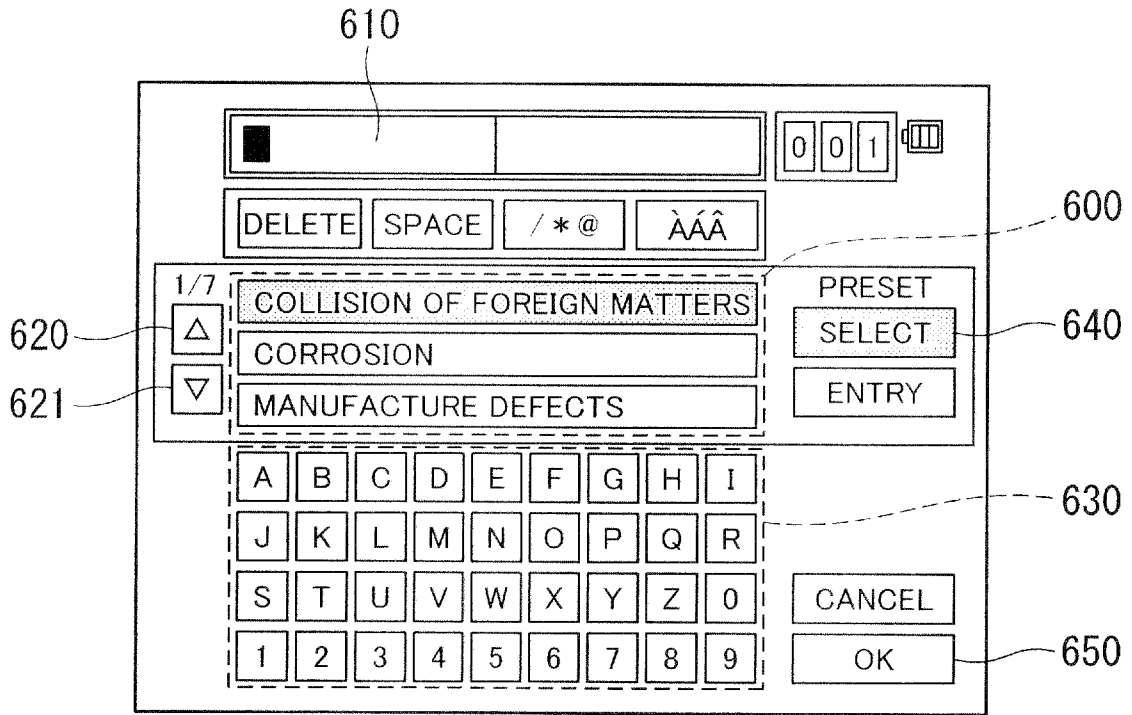 610
0 0 1
DELETE SPACE / * @ ÀÁÂ
600
1/7
COLLISION OF FOREIGN MATTERS
CORROSION
MANUFACTURE DEFECTS
PRESET
SELECT
ENTRY
620
△
621
▽
640
A B C D E F G H I
J K L M N O P Q R
S T U V W X Y Z 0
1 2 3 4 5 6 7 8 9
630
CANCEL
OK
650